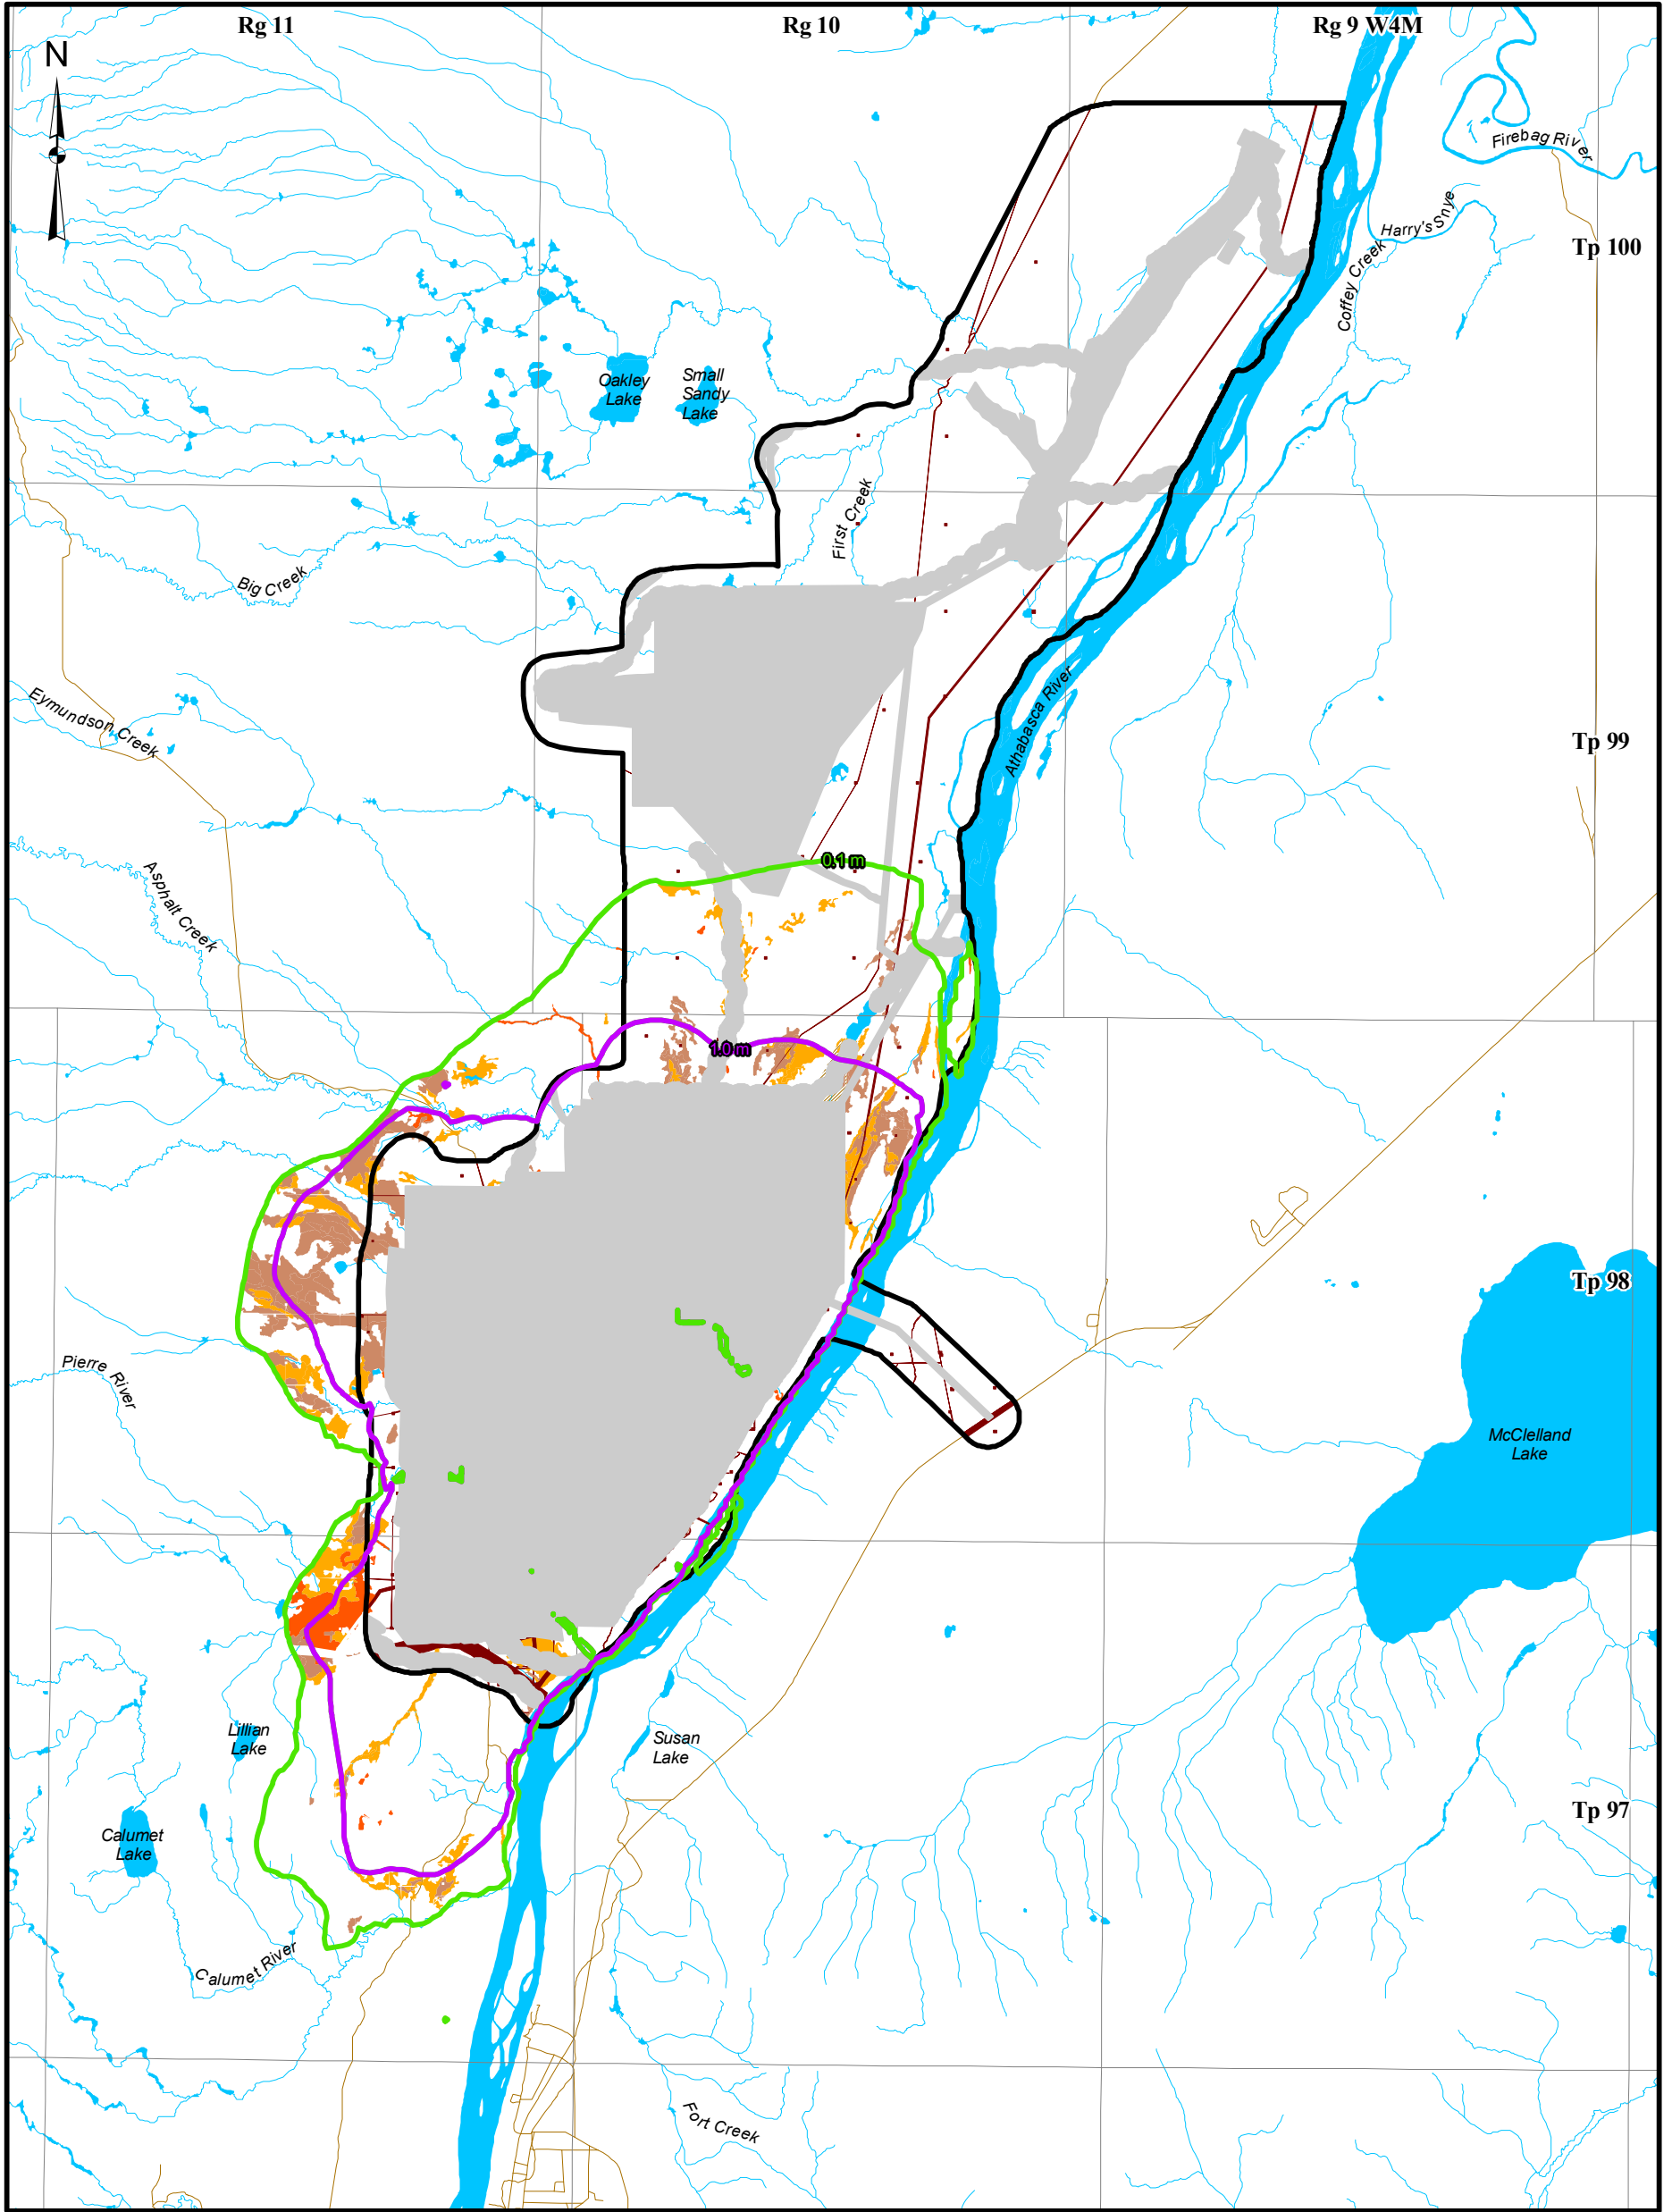 Rg 11
Rg 10
Rg 9 W4M
N
Firebag River
Harry's Snye
Tp 100
Coffey Creek
Oakley
Lake
Small
Sandy
Lake
First Creek
Big Creek
Eymundson Creek
Athabasca River
Tp 99
0.1 m
Asphalt Creek
1.0 m
Tp 98
Pierre River
McClelland
Lake
Lillian
Lake
Susan
Lake
Tp 97
Calumet
Lake
Calumet River
Fort Creek